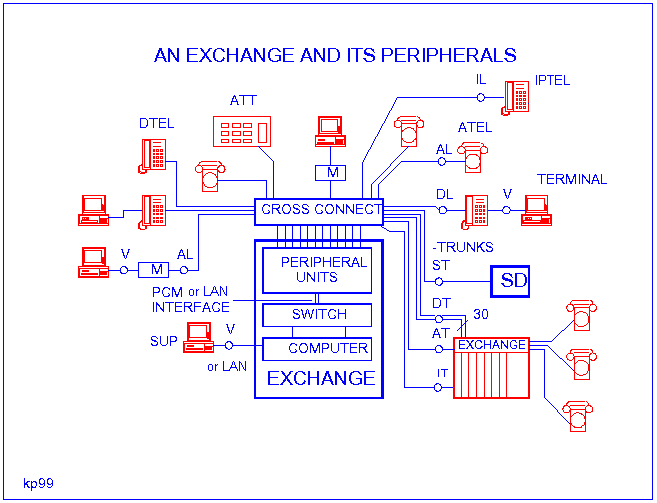 AN EXCHANGE AND ITS PERIPHERALS
IL
IPTEL
ATT
DTEL
ATEL
AL
M
TERMINAL
CROSS CONNECT
DL
V
V
AL
M
-TRUNKS
ST
SD
PERIPHERAL
UNITS
PCM or LAN
INTERFACE
DT
30
SWITCH
SUP
V
AT
EXCHANGE
COMPUTER
or LAN
IT
EXCHANGE
kp99